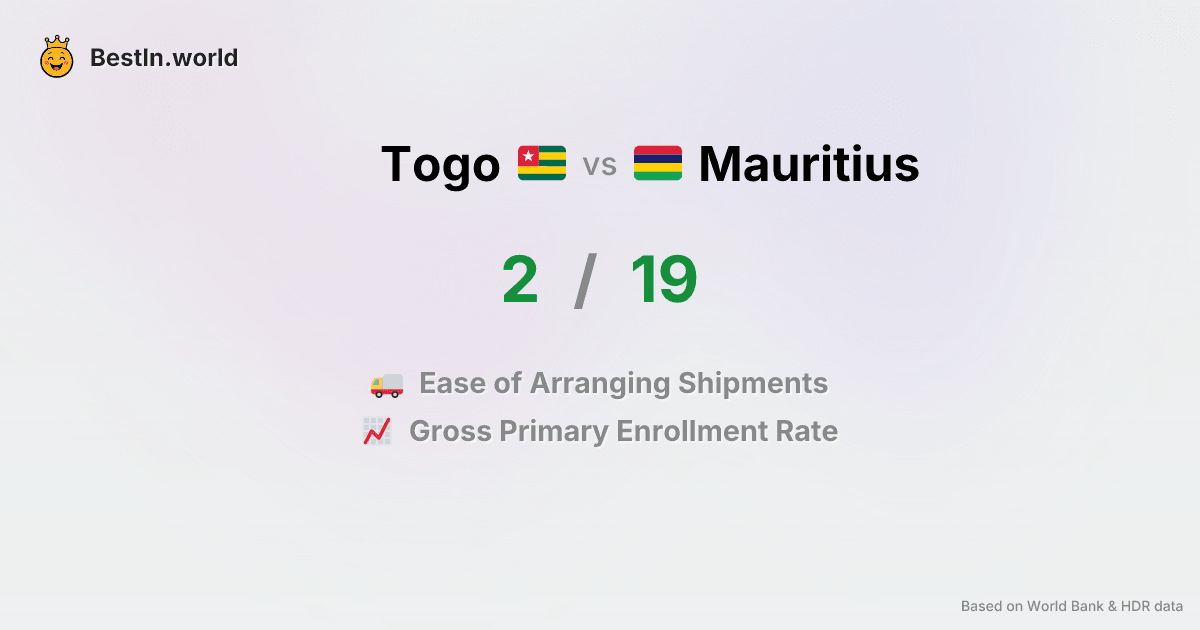 BestIn.world
Togo vs Mauritius
2 / 19
Ease of Arranging Shipments
Gross Primary Enrollment Rate
Based on World Bank & HDR data